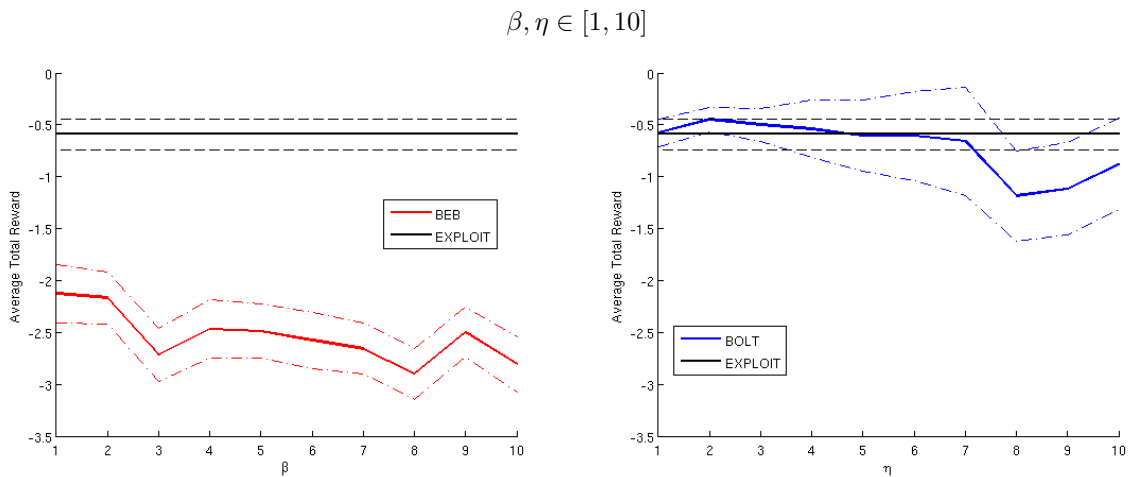 β, η ∈ [1, 10]
Average Total Reward
0
-0.5
-1
-1.5
-2
-2.5
-3
-3.5
BEB
EXPLOIT
1 2 3 4 5 6 7 8 9 10
β
Average Total Reward
0
-0.5
-1
-1.5
-2
-2.5
-3
-3.5
BOLT
EXPLOIT
1 2 3 4 5 6 7 8 9 10
η